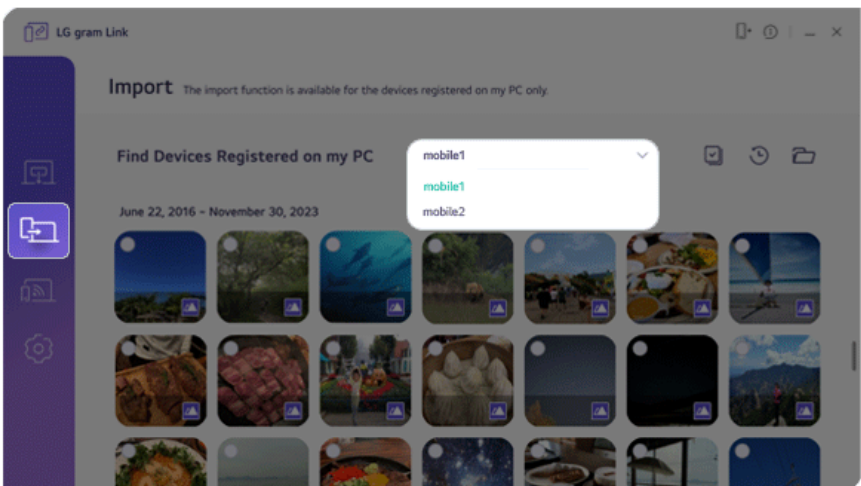 LG gram Link
Import The import function is available for the devices registered on my PC only.
Find Devices Registered on my PC
mobile1
mobile1
mobile2
June 22, 2016 – November 30, 2023